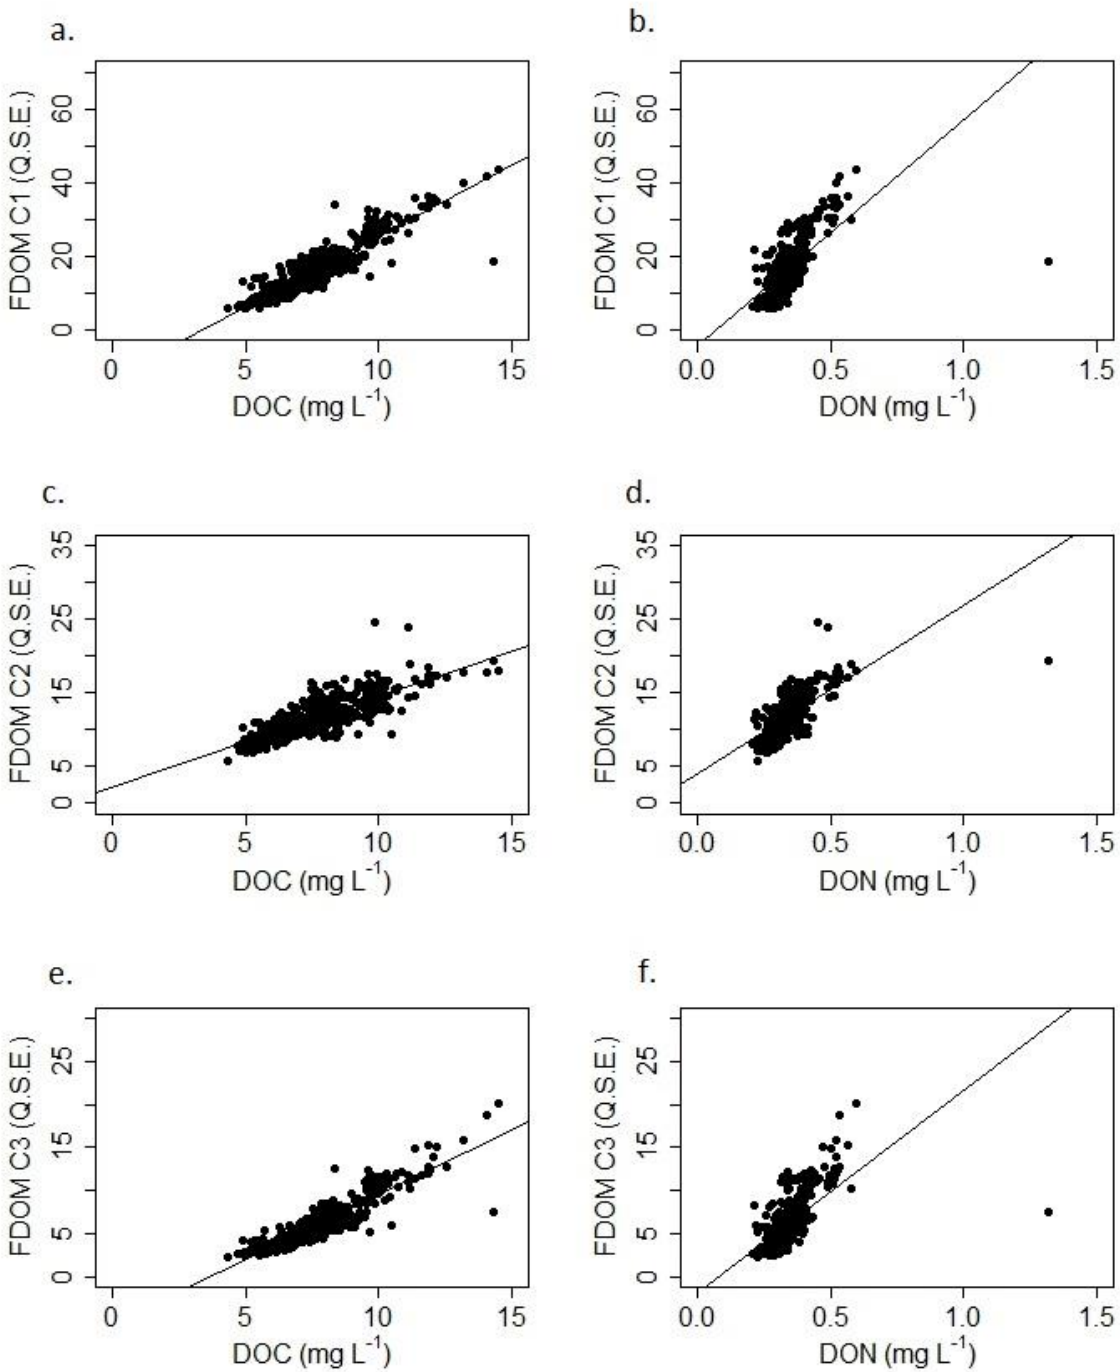 a.
FDOM C1 (Q.S.E.)
60
40
20
0
0 5 10 15
DOC (mg L⁻¹)
b.
FDOM C1 (Q.S.E.)
60
40
20
0
0.0 0.5 1.0 1.5
DON (mg L⁻¹)
c.
FDOM C2 (Q.S.E.)
35
25
15
5
0
0 5 10 15
DOC (mg L⁻¹)
d.
FDOM C2 (Q.S.E.)
35
25
15
5
0
0.0 0.5 1.0 1.5
DON (mg L⁻¹)
e.
FDOM C3 (Q.S.E.)
25
15
5
0
0 5 10 15
DOC (mg L⁻¹)
f.
FDOM C3 (Q.S.E.)
25
15
5
0
0.0 0.5 1.0 1.5
DON (mg L⁻¹)